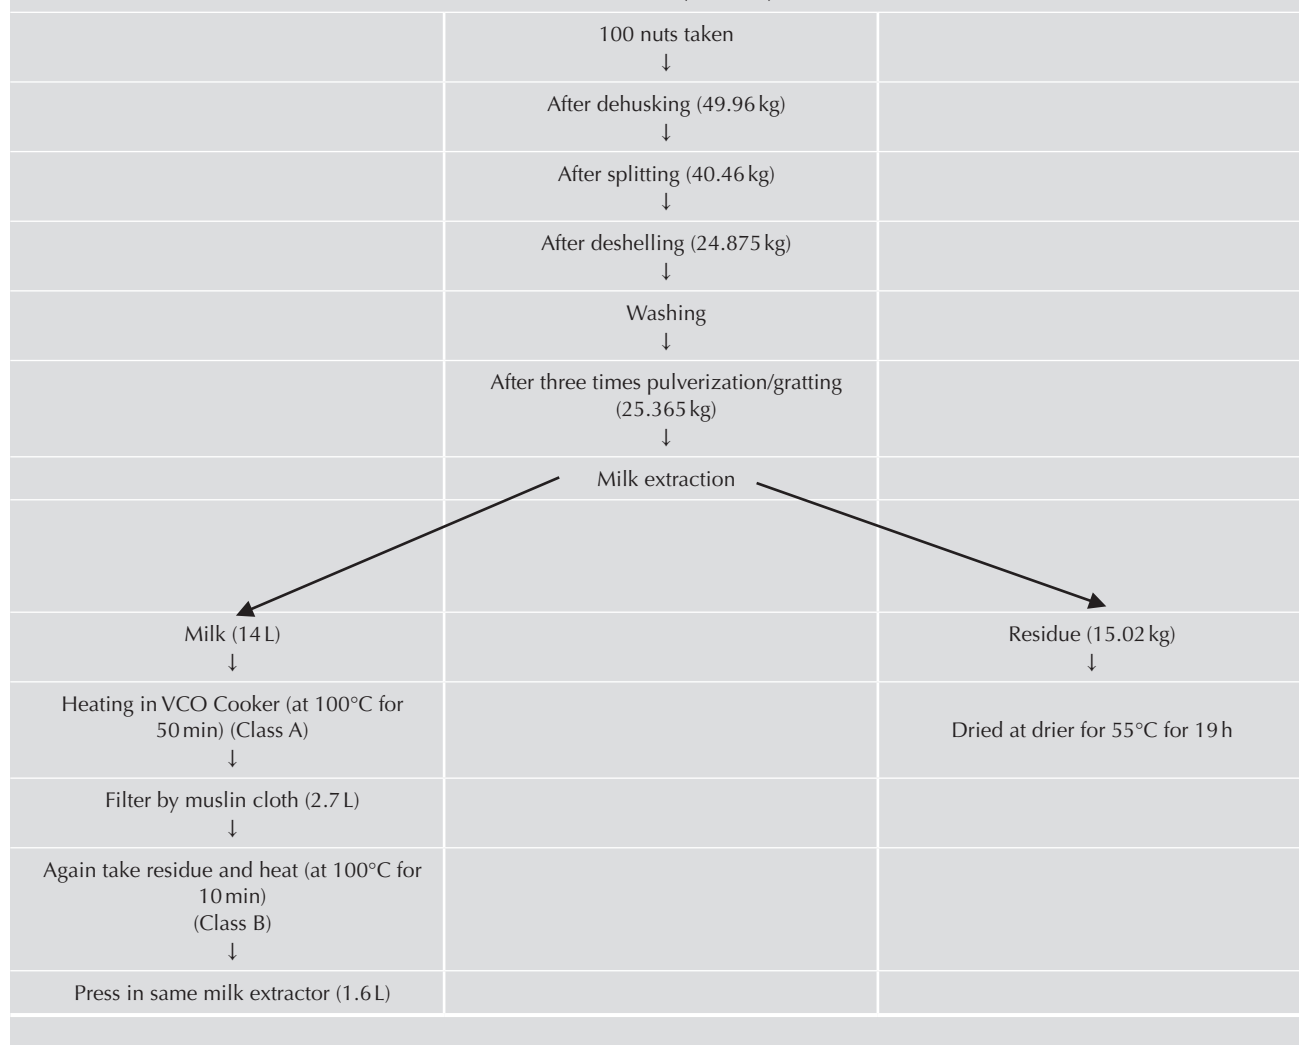 100 nuts taken
↓
After dehusking (49.96 kg)
↓
After splitting (40.46 kg)
↓
After deshelling (24.875 kg)
↓
Washing
↓
After three times pulverization/gratting
(25.365 kg)
↓
Milk extraction
Milk (14 L)
↓
Residue (15.02 kg)
↓
Heating in VCO Cooker (at 100°C for
50 min) (Class A)
↓
Dried at drier for 55°C for 19 h
Filter by muslin cloth (2.7 L)
↓
Again take residue and heat (at 100°C for
10 min)
(Class B)
↓
Press in same milk extractor (1.6 L)